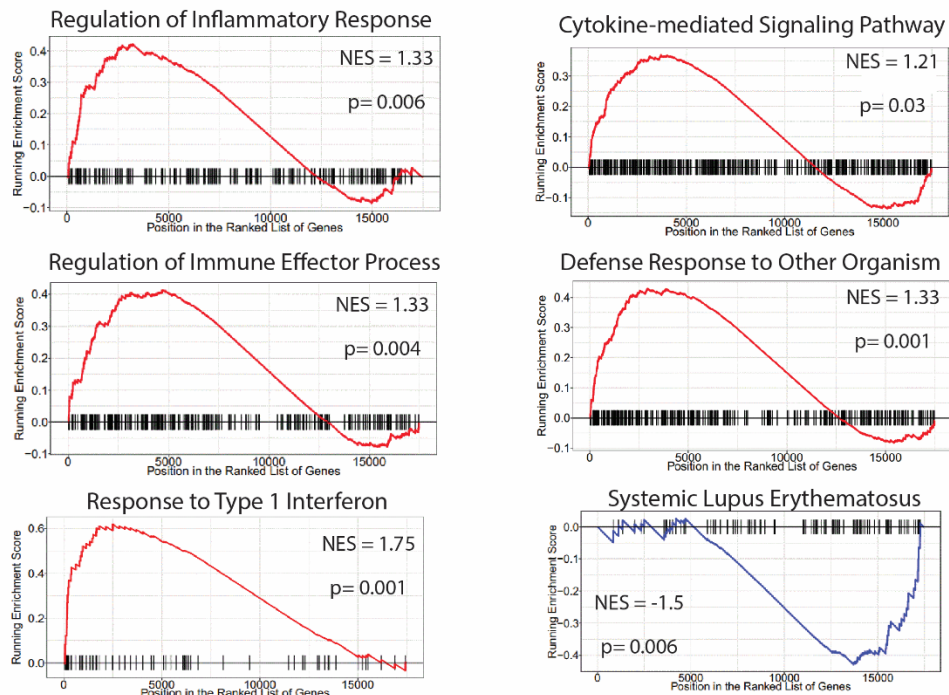 Regulation of Inflammatory Response
Running Enrichment Score
0.4
0.3
0.2
0.1
0.0
−0.1
NES = 1.33
p= 0.006
0 5000 10000 15000
Position in the Ranked List of Genes
Cytokine-mediated Signaling Pathway
Running Enrichment Score
0.4
0.3
0.2
0.1
0.0
−0.1
NES = 1.21
p= 0.03
0 5000 10000 15000
Position in the Ranked List of Genes
Regulation of Immune Effector Process
Running Enrichment Score
0.4
0.3
0.2
0.1
0.0
−0.1
NES = 1.33
p= 0.004
0 5000 10000 15000
Position in the Ranked List of Genes
Defense Response to Other Organism
Running Enrichment Score
0.4
0.3
0.2
0.1
0.0
−0.1
NES = 1.33
p= 0.001
0 5000 10000 15000
Position in the Ranked List of Genes
Response to Type 1 Interferon
Running Enrichment Score
0.6
0.4
0.2
0.0
NES = 1.75
p= 0.001
0 5000 10000 15000
Position in the Ranked List of Genes
Systemic Lupus Erythematosus
Running Enrichment Score
0.0
−0.1
−0.2
−0.3
−0.4
NES = -1.5
p= 0.006
0 5000 10000 15000
Position in the Ranked List of Genes